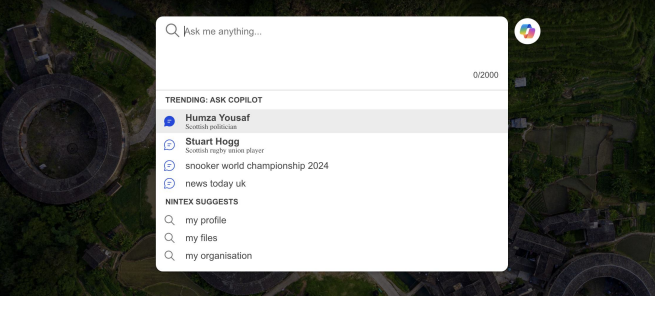 Ask me anything...
0/2000
TRENDING: ASK COPILOT
Humza Yousaf
Scottish politician
Stuart Hogg
Scottish rugby union player
snooker world championship 2024
news today uk
NINTEX SUGGESTS
my profile
my files
my organisation